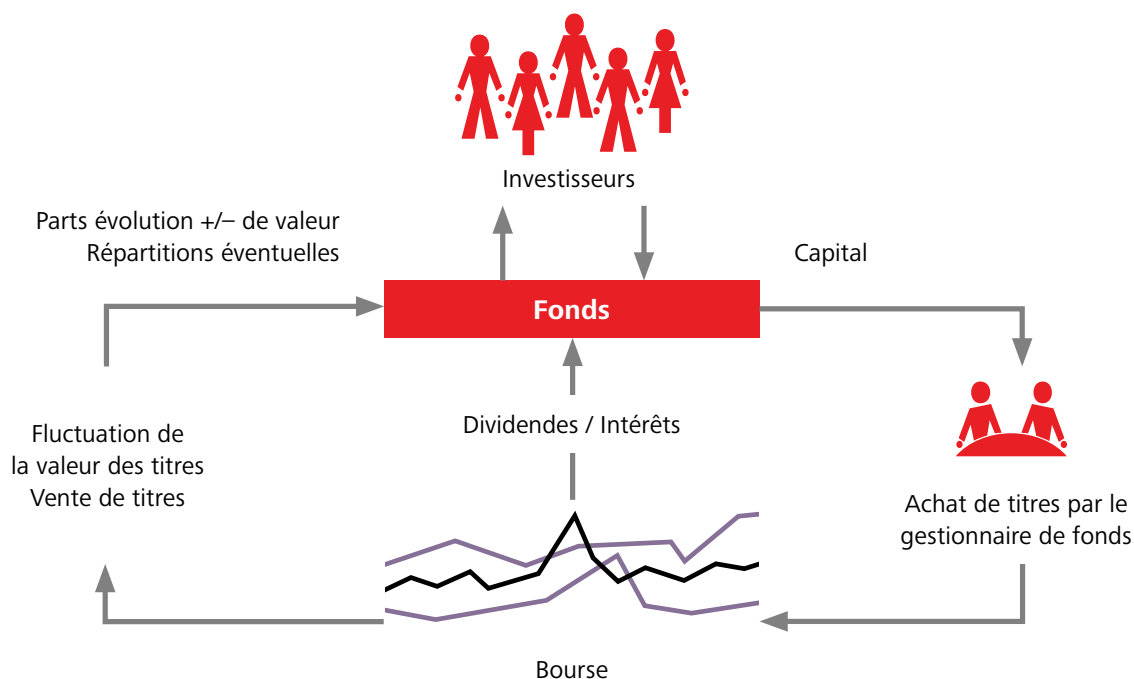 Investisseurs
Parts évolution +/– de valeur
Répartitions éventuelles
Capital
Fonds
Dividendes / Intérêts
Fluctuation de
la valeur des titres
Vente de titres
Achat de titres par le
gestionnaire de fonds
Bourse